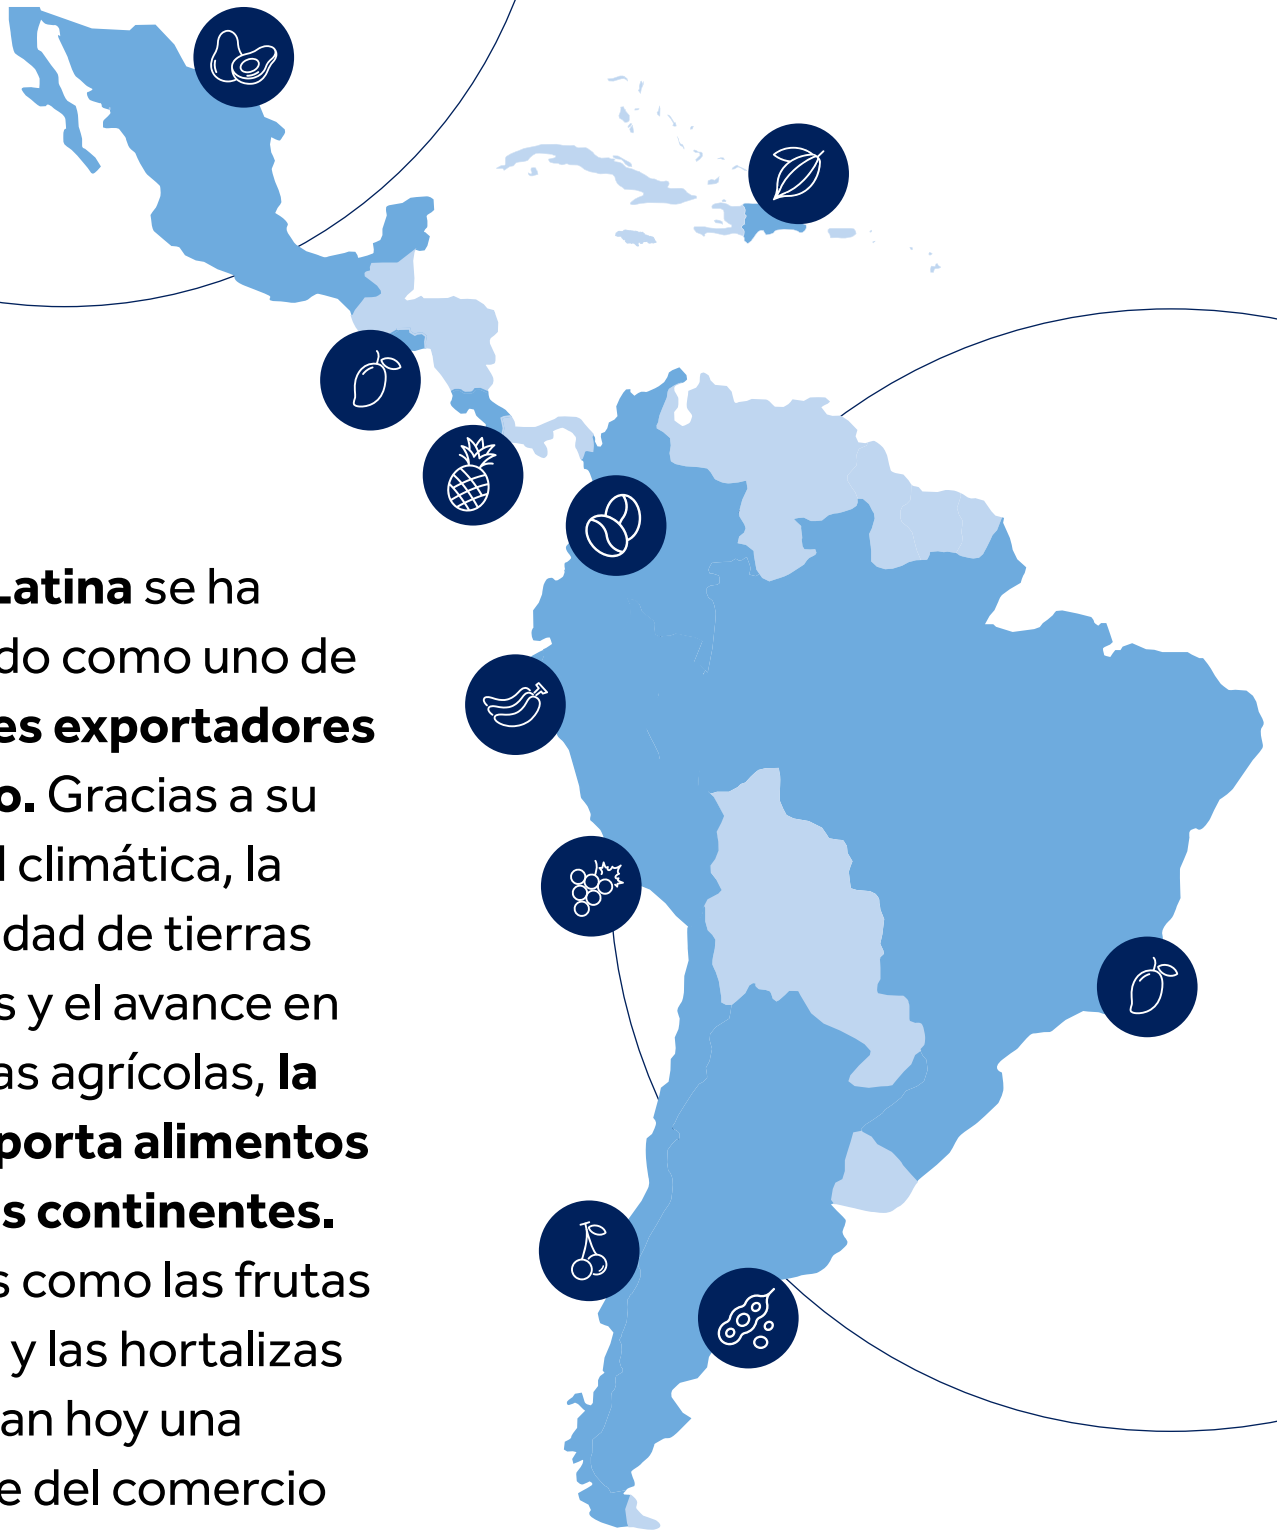 Latina se ha
do como uno de
es exportadores
o. Gracias a su
l climática, la
dad de tierras
s y el avance en
as agrícolas, la
porta alimentos
s continentes.
s como las frutas
y las hortalizas
an hoy una
e del comercio